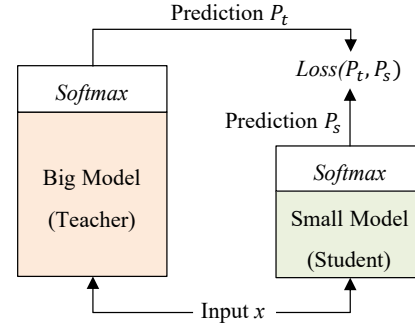 Prediction P_t
Loss(P_t, P_s)
Softmax
Prediction P_s
Big Model
(Teacher)
Softmax
Small Model
(Student)
Input x